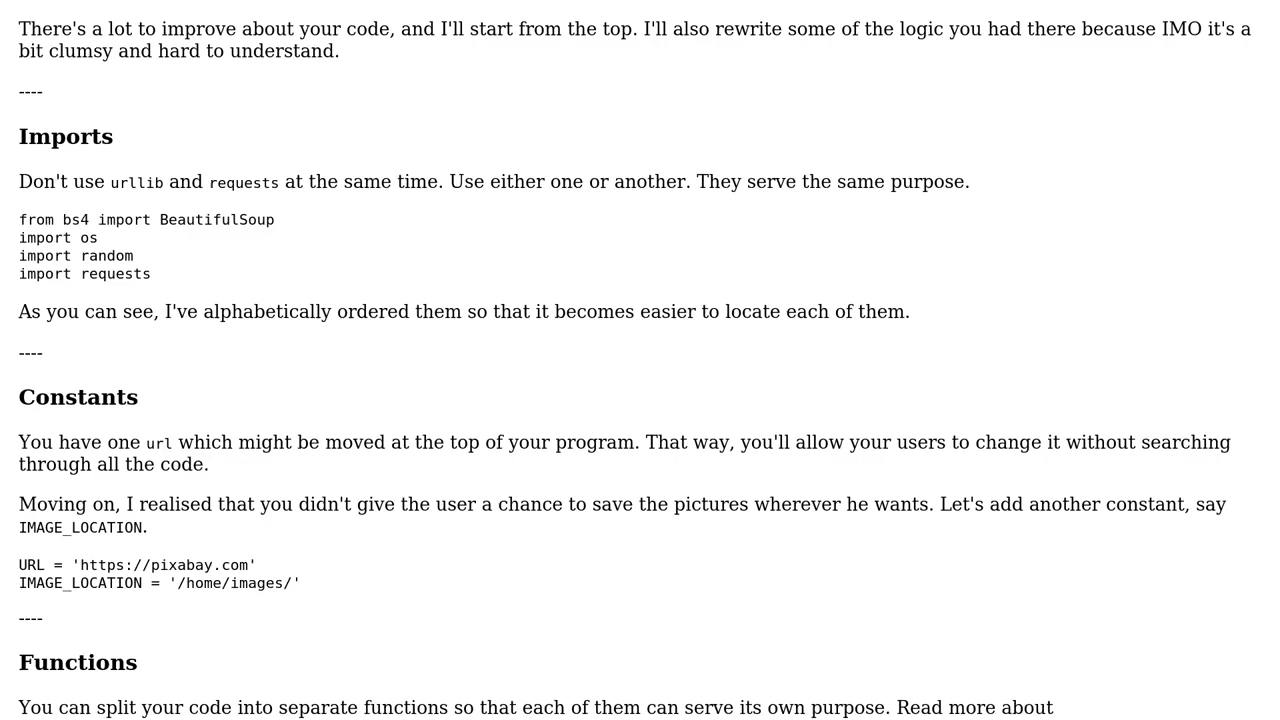 There's a lot to improve about your code, and I'll start from the top. I'll also rewrite some of the logic you had there because IMO it's a
bit clumsy and hard to understand.
----
Imports
Don't use urllib and requests at the same time. Use either one or another. They serve the same purpose.
from bs4 import BeautifulSoup
import os
import random
import requests
As you can see, I've alphabetically ordered them so that it becomes easier to locate each of them.
----
Constants
You have one url which might be moved at the top of your program. That way, you'll allow your users to change it without searching
through all the code.
Moving on, I realised that you didn't give the user a chance to save the pictures wherever he wants. Let's add another constant, say
IMAGE_LOCATION.
URL = 'https://pixabay.com'
IMAGE_LOCATION = '/home/images/'
----
Functions
You can split your code into separate functions so that each of them can serve its own purpose. Read more about